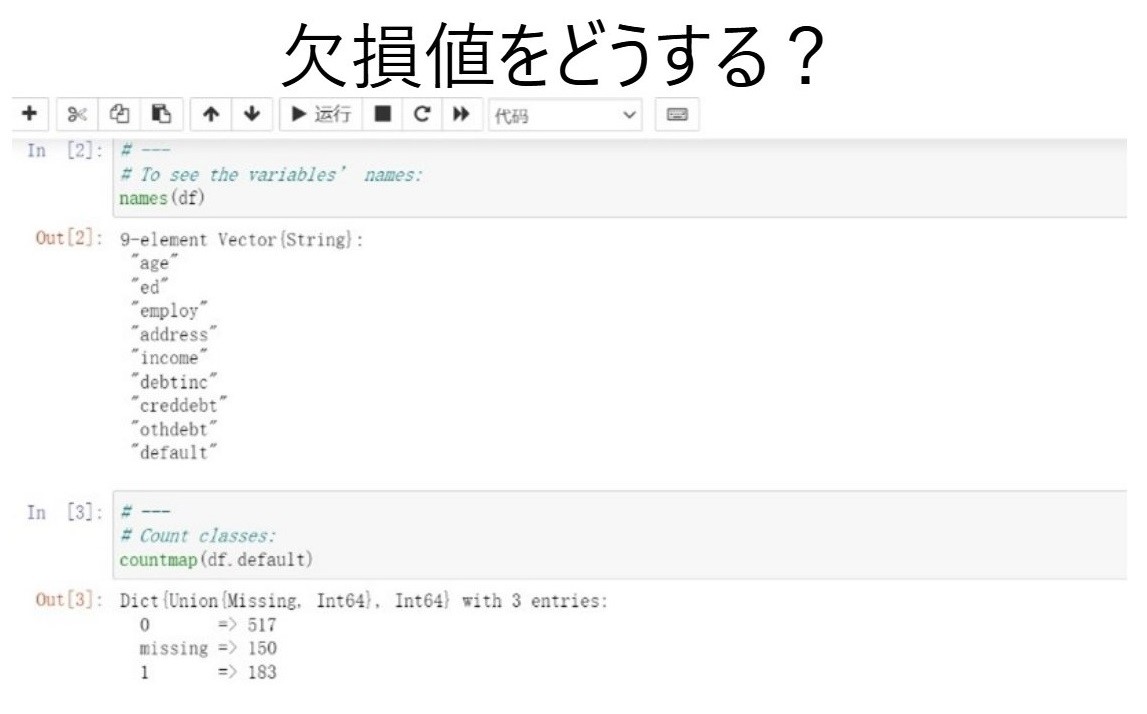 欠損値をどうする？
运行 代码
In [2]: # ---
# To see the variables' names:
names(df)
Out[2]: 9-element Vector{String}:
"age"
"ed"
"employ"
"address"
"income"
"debtinc"
"creddebt"
"othdebt"
"default"
In [3]: # ---
# Count classes:
countmap(df.default)
Out[3]: Dict{Union{Missing, Int64}, Int64} with 3 entries:
0 => 517
missing => 150
1 => 183